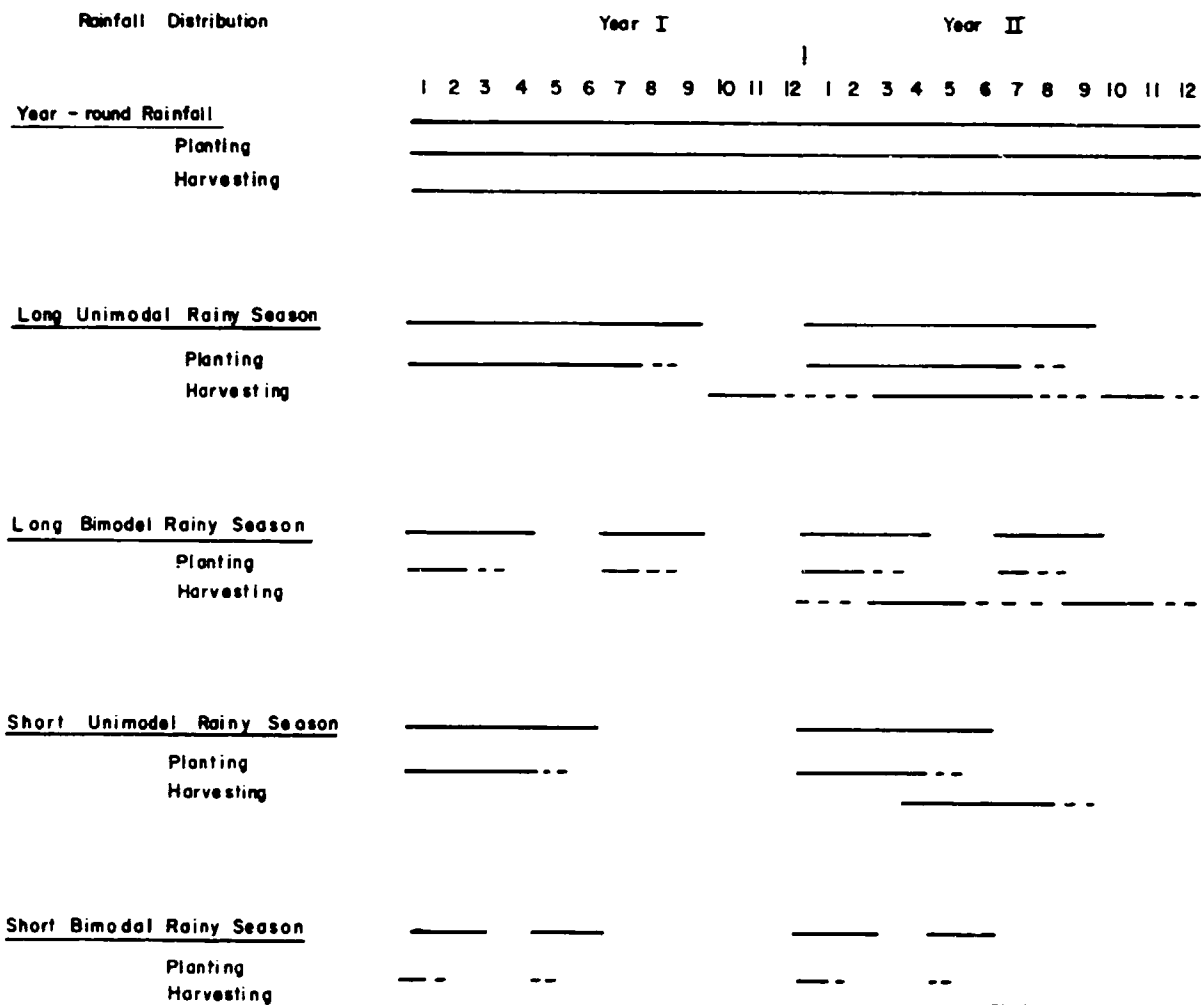 Rainfall Distribution Year I Year II
1 2 3 4 5 6 7 8 9 10 11 12 1 2 3 4 5 6 7 8 9 10 11 12
Year - round Rainfall
Planting
Harvesting
Long Unimodal Rainy Season
Planting
Harvesting
Long Bimodel Rainy Season
Planting
Harvesting
Short Unimodel Rainy Season
Planting
Harvesting
Short Bimodal Rainy Season
Planting
Harvesting